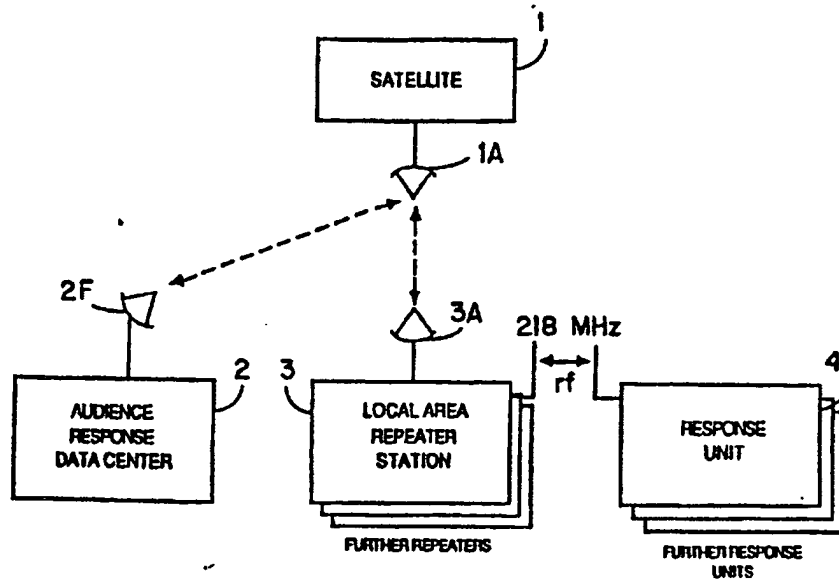 1
SATELLITE
1A
2F
3A
218 MHz
rf
2
AUDIENCE
RESPONSE
DATA CENTER
3
LOCAL AREA
REPEATER
STATION
4
RESPONSE
UNIT
FURTHER REPEATERS
FURTHER RESPONSE
UNITS